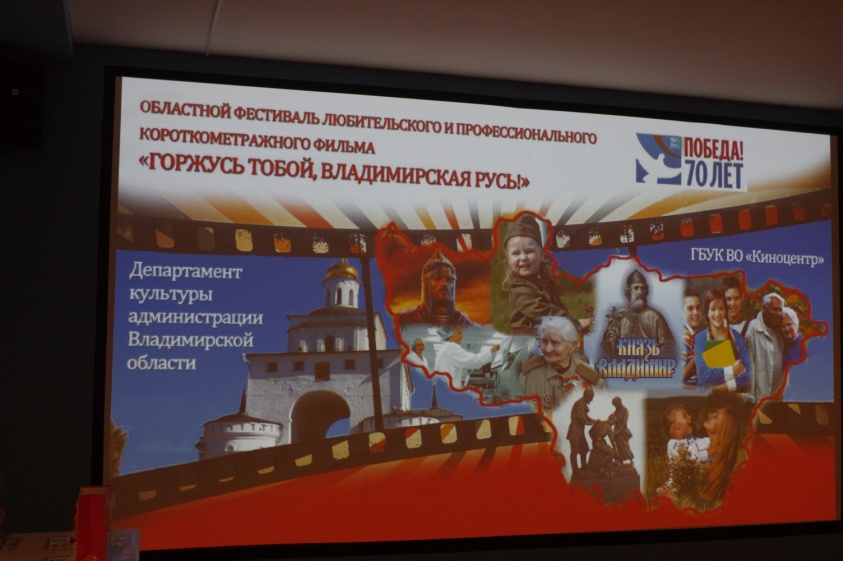 ОБЛАСТНОЙ ФЕСТИВАЛЬ ЛЮБИТЕЛЬСКОГО И ПРОФЕССИОНАЛЬНОГО
КОРОТКОМЕТРАЖНОГО ФИЛЬМА
«ГОРЖУСЬ ТОБОЙ, ВЛАДИМИРСКАЯ РУСЬ!»
ПОБЕДА!
70 ЛЕТ
ГБУК ВО «Киноцентр»
Департамент
культуры
администрации
Владимирской
области
КНЯЗЬ
ВЛАДИМИР